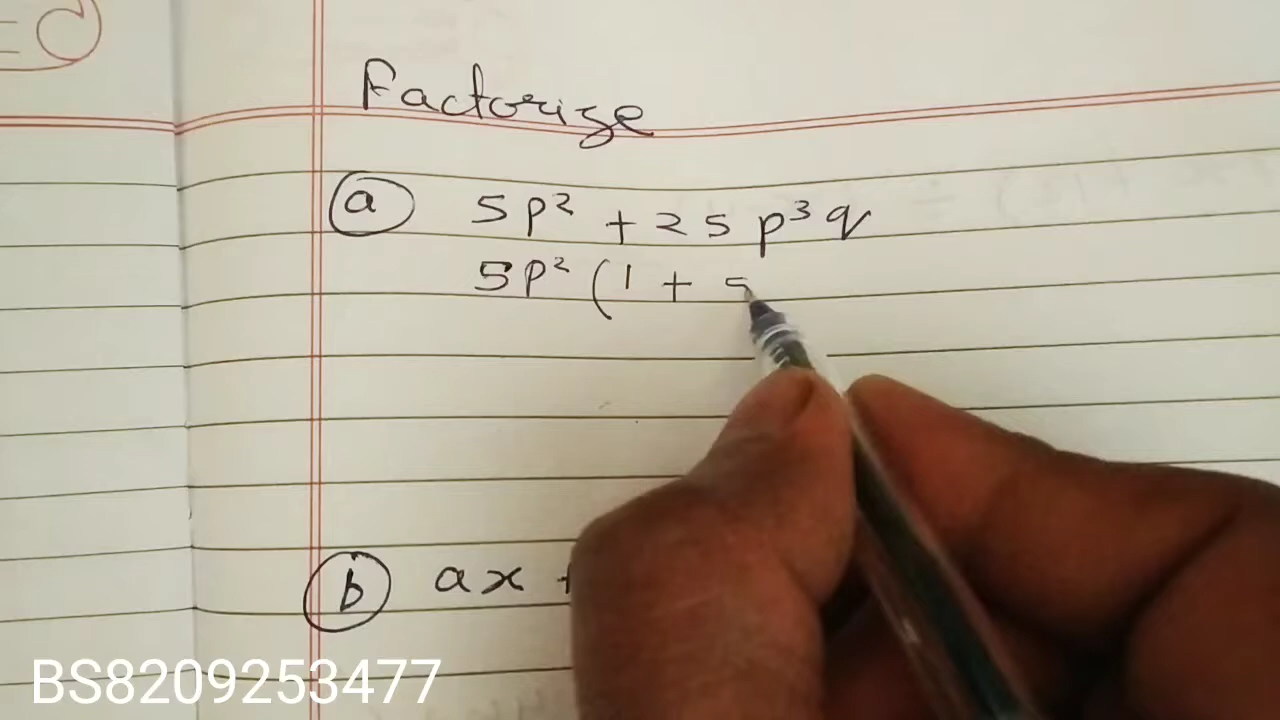 Factorize
a 5p² + 25p³q
5p² (1 + 5
b ax +
BS8209253477